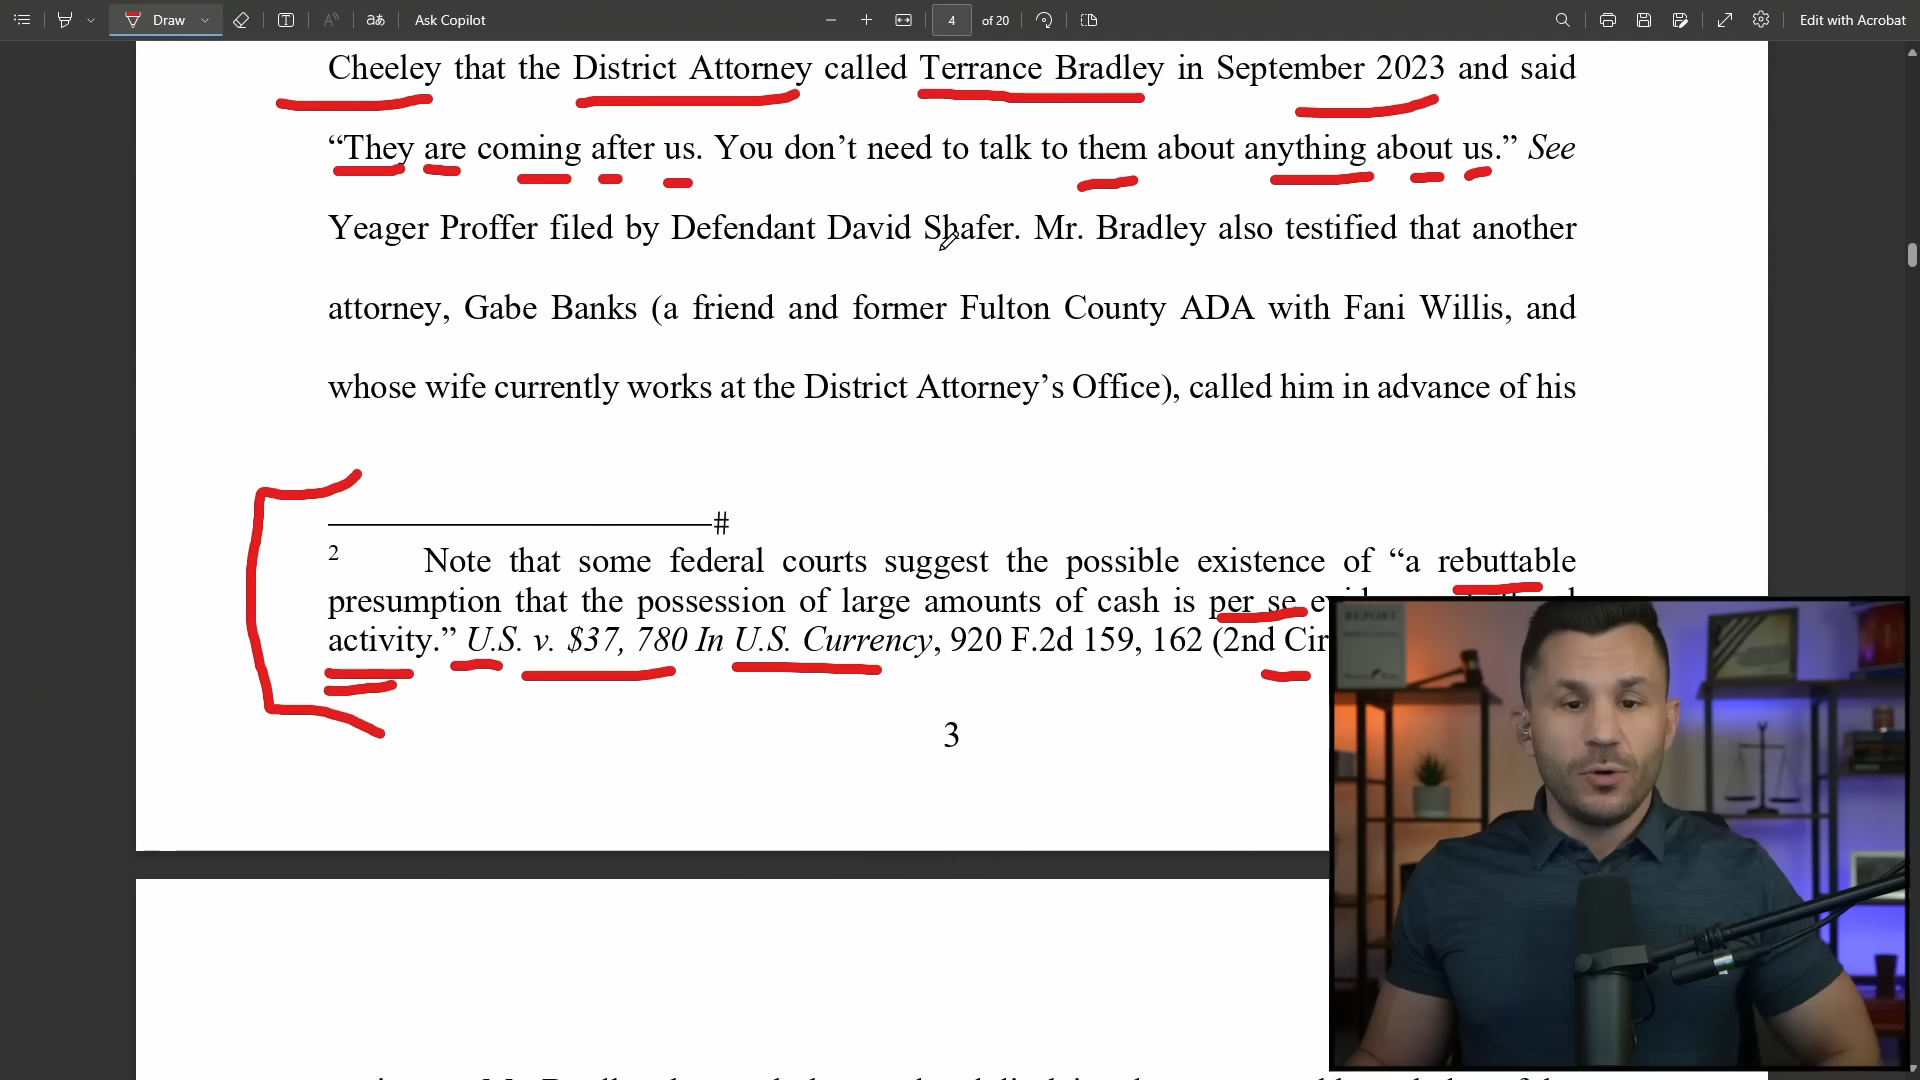 Draw
aあ
Ask Copilot
4
of 20
Edit with Acrobat
Cheeley that the District Attorney called Terrance Bradley in September 2023 and said
“They are coming after us. You don’t need to talk to them about anything about us.” See
Yeager Proffer filed by Defendant David Shafer. Mr. Bradley also testified that another
attorney, Gabe Banks (a friend and former Fulton County ADA with Fani Willis, and
whose wife currently works at the District Attorney’s Office), called him in advance of his
#
2 Note that some federal courts suggest the possible existence of “a rebuttable
presumption that the possession of large amounts of cash is per se
activity.” U.S. v. $37, 780 In U.S. Currency, 920 F.2d 159, 162 (2nd Cir
3
REPORT